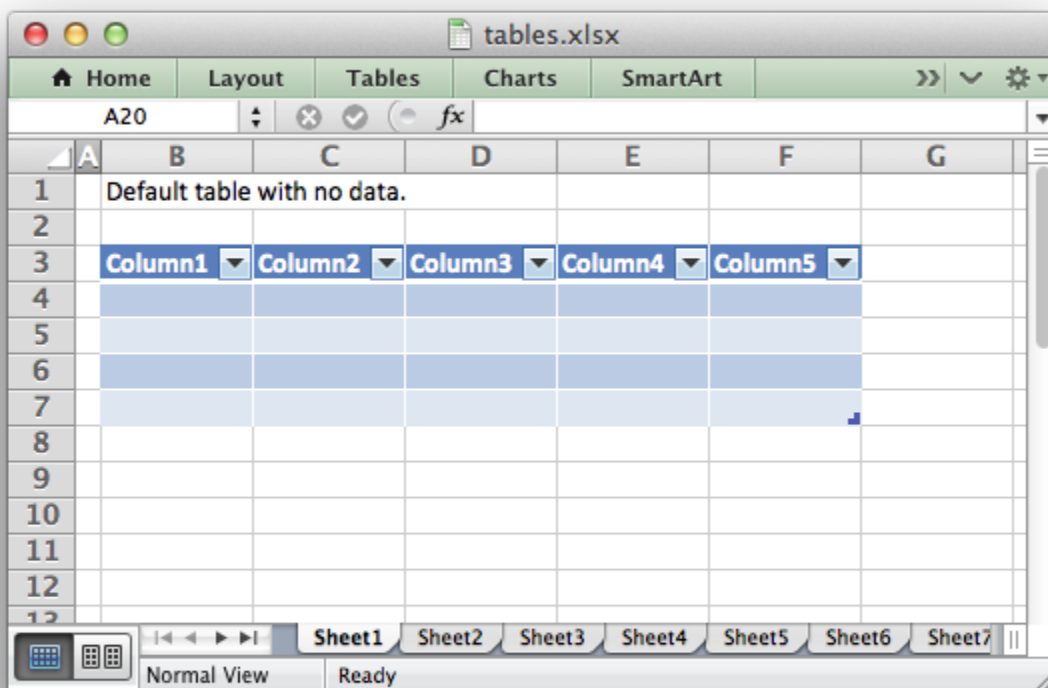 tables.xlsx
Home Layout Tables Charts SmartArt
A20 fx
A B C D E F G
1 Default table with no data.
2
3 Column1 Column2 Column3 Column4 Column5
4
5
6
7
8
9
10
11
12
13
Sheet1 Sheet2 Sheet3 Sheet4 Sheet5 Sheet6 Sheet7
Normal View Ready